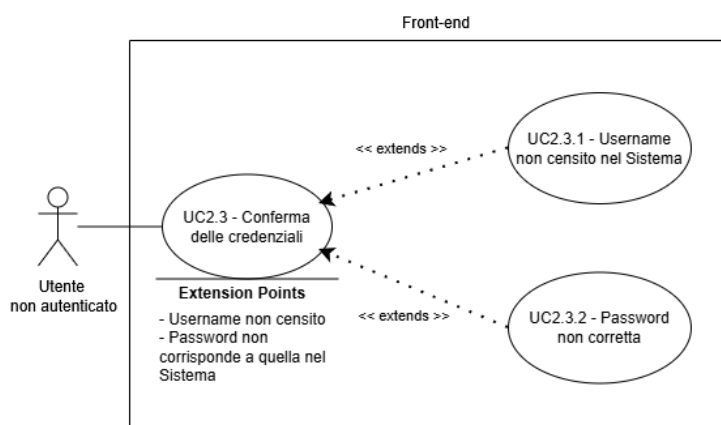 Front-end
UC2.3.1 - Username
non censito nel Sistema
<< extends >>
UC2.3 - Conferma
delle credenziali
Utente
non autenticato
Extension Points
- Username non censito
- Password non
corrisponde a quella nel
Sistema
<< extends >>
UC2.3.2 - Password
non corretta